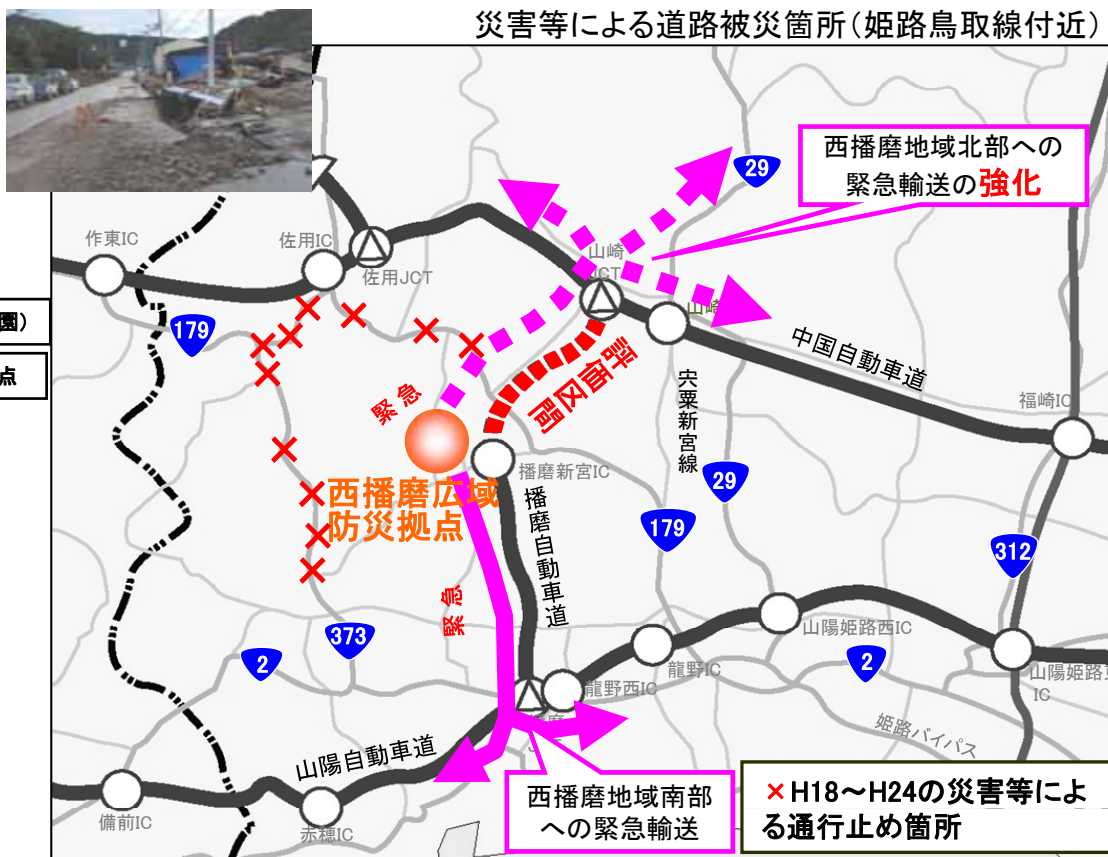 災害等による道路被災箇所(姫路鳥取線付近)
西播磨地域北部への
緊急輸送の強化
29
作東IC
佐用IC
佐用JCT
山崎
JCT
園)
179
点
山崎
中国自動車道
評価区間
緊急
宍粟新宮線
福崎IC
播磨新宮IC
29
西播磨広域
防災拠点
播磨自動車道
179
312
緊急
373
2
山陽姫路西IC
2
龍野IC
龍野西IC
山陽姫路東
IC
姫路バイパス
山陽自動車道
備前IC
赤穂IC
西播磨地域南部
への緊急輸送
×H18~H24の災害等によ
る通行止め箇所